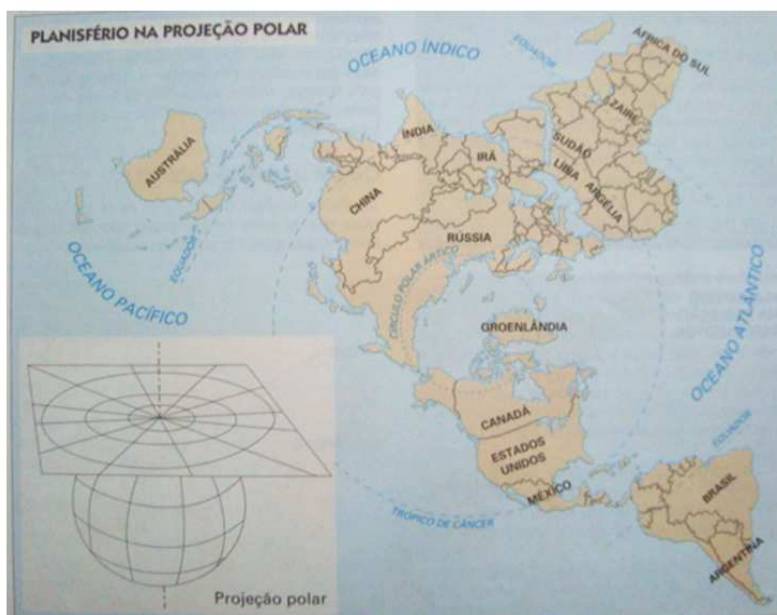 PLANISFÉRIO NA PROJEÇÃO POLAR
OCEANO ÍNDICO
EQUADOR
ÁFRICA DO SUL
ZAIRE
SUDÃO
LÍBIA
ARGÉLIA
AUSTRÁLIA
ÍNDIA
IRÃ
CHINA
RÚSSIA
EQUADOR
OCEANO PACÍFICO
CÍRCULO POLAR ÁRTICO
GROENLÂNDIA
OCEANO ATLÂNTICO
CANADÁ
ESTADOS
UNIDOS
MÉXICO
EQUADOR
BRASIL
ARGENTINA
TRÓPICO DE CÂNCER
Projeção polar